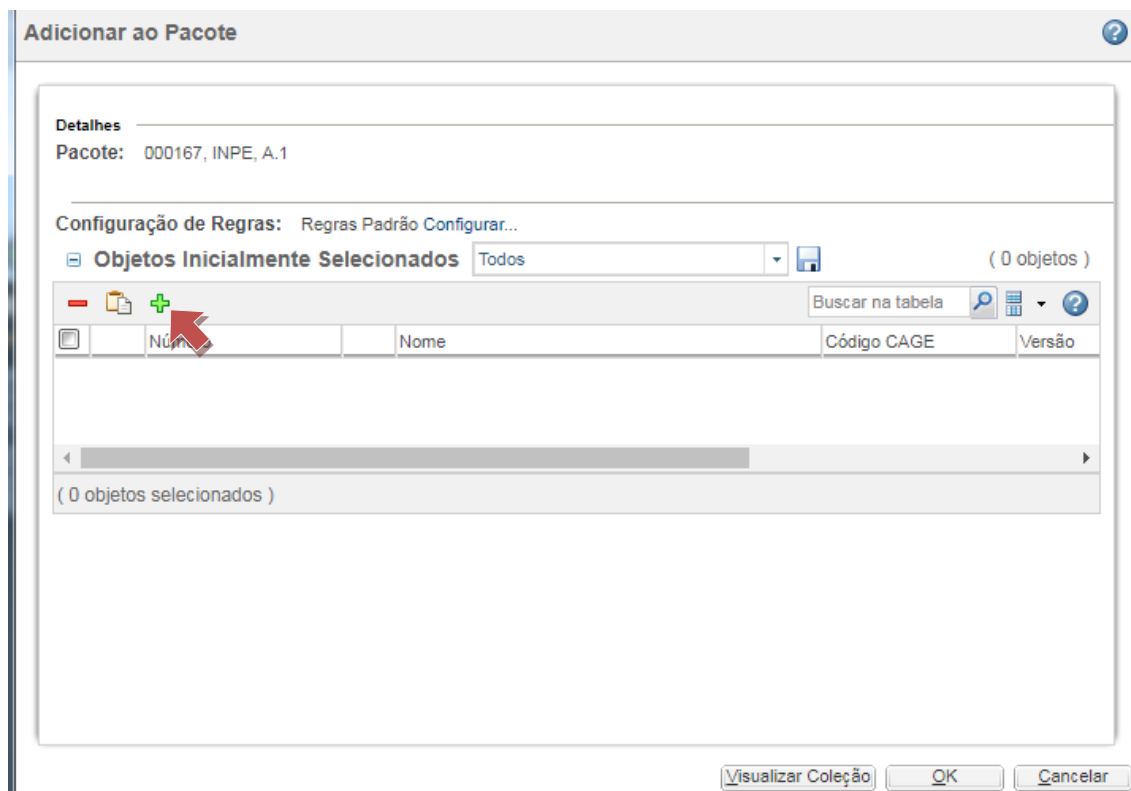 Adicionar ao Pacote
Detalhes
Pacote: 000167, INPE, A.1
Configuração de Regras: Regras Padrão Configurar...
Objetos Inicialmente Selecionados Todos ( 0 objetos )
Buscar na tabela
Nome Código CAGE Versão
( 0 objetos selecionados )
Visualizar Coleção OK Cancelar